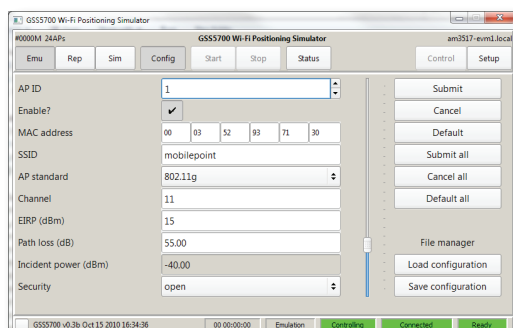 GSS5700 Wi-Fi Positioning Simulator
#0000M 24APs GSS5700 Wi-Fi Positioning Simulator am3517-evm1.local
Emu Rep Sim Config Start Stop Status Control Setup
AP ID 1 Submit
Enable? ✔ Cancel
MAC address 00 03 52 93 71 30 Default
SSID mobilepoint Submit all
AP standard 802.11g Cancel all
Channel 11 Default all
EIRP (dBm) 15
Path loss (dB) 55.00 File manager
Incident power (dBm) -40.00 Load configuration
Security open Save configuration
GSS5700 v0.3b Oct 15 2010 16:34:36 00 00:00:00 Emulation Controlling Connected Ready